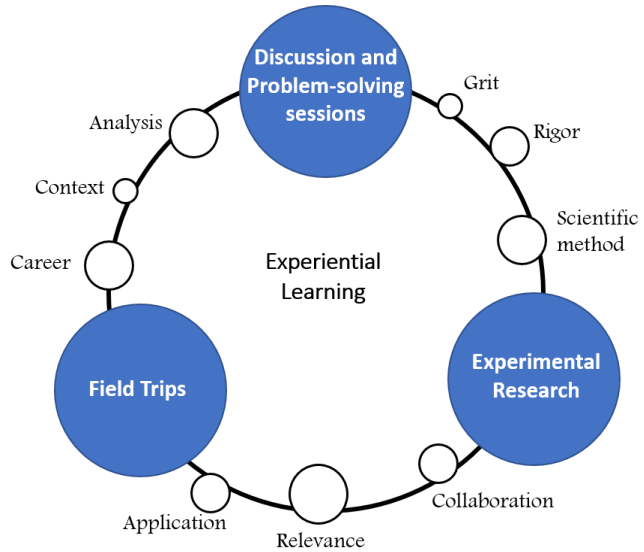 Discussion and
Problem-solving
sessions
Grit
Rigor
Scientific
method
Experimental
Research
Collaboration
Relevance
Application
Field Trips
Career
Context
Analysis
Experiential
Learning